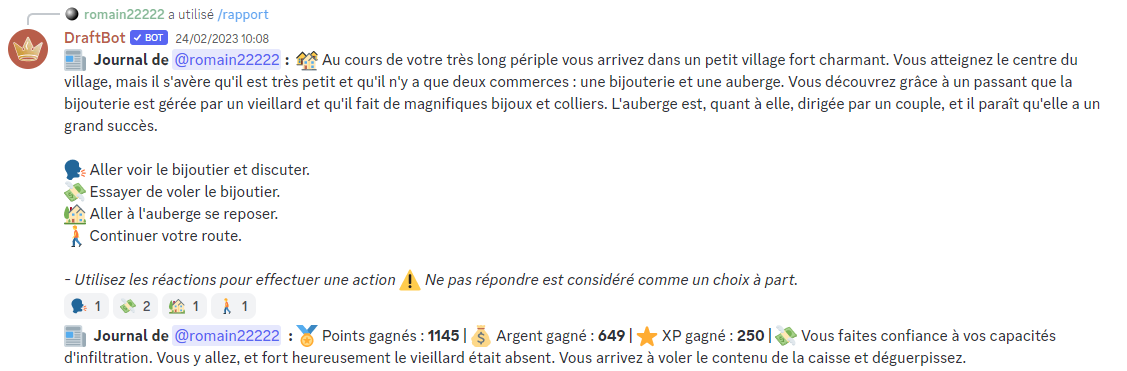 romain22222 a utilisé /rapport
DraftBot ✓ BOT 24/02/2023 10:08
Journal de @romain22222 : Au cours de votre très long périple vous arrivez dans un petit village fort charmant. Vous atteignez le centre du
village, mais il s'avère qu'il est très petit et qu'il n'y a que deux commerces : une bijouterie et une auberge. Vous découvrez grâce à un passant que la
bijouterie est gérée par un vieillard et qu'il fait de magnifiques bijoux et colliers. L'auberge est, quant à elle, dirigée par un couple, et il paraît qu'elle a un
grand succès.
Aller voir le bijoutier et discuter.
Essayer de voler le bijoutier.
Aller à l'auberge se reposer.
Continuer votre route.
- Utilisez les réactions pour effectuer une action ⚠ Ne pas répondre est considéré comme un choix à part.
1 2 1 1
Journal de @romain22222 : Points gagnés : 1145 | Argent gagné : 649 | XP gagné : 250 | Vous faites confiance à vos capacités
d'infiltration. Vous y allez, et fort heureusement le vieillard était absent. Vous arrivez à voler le contenu de la caisse et déguerpissez.